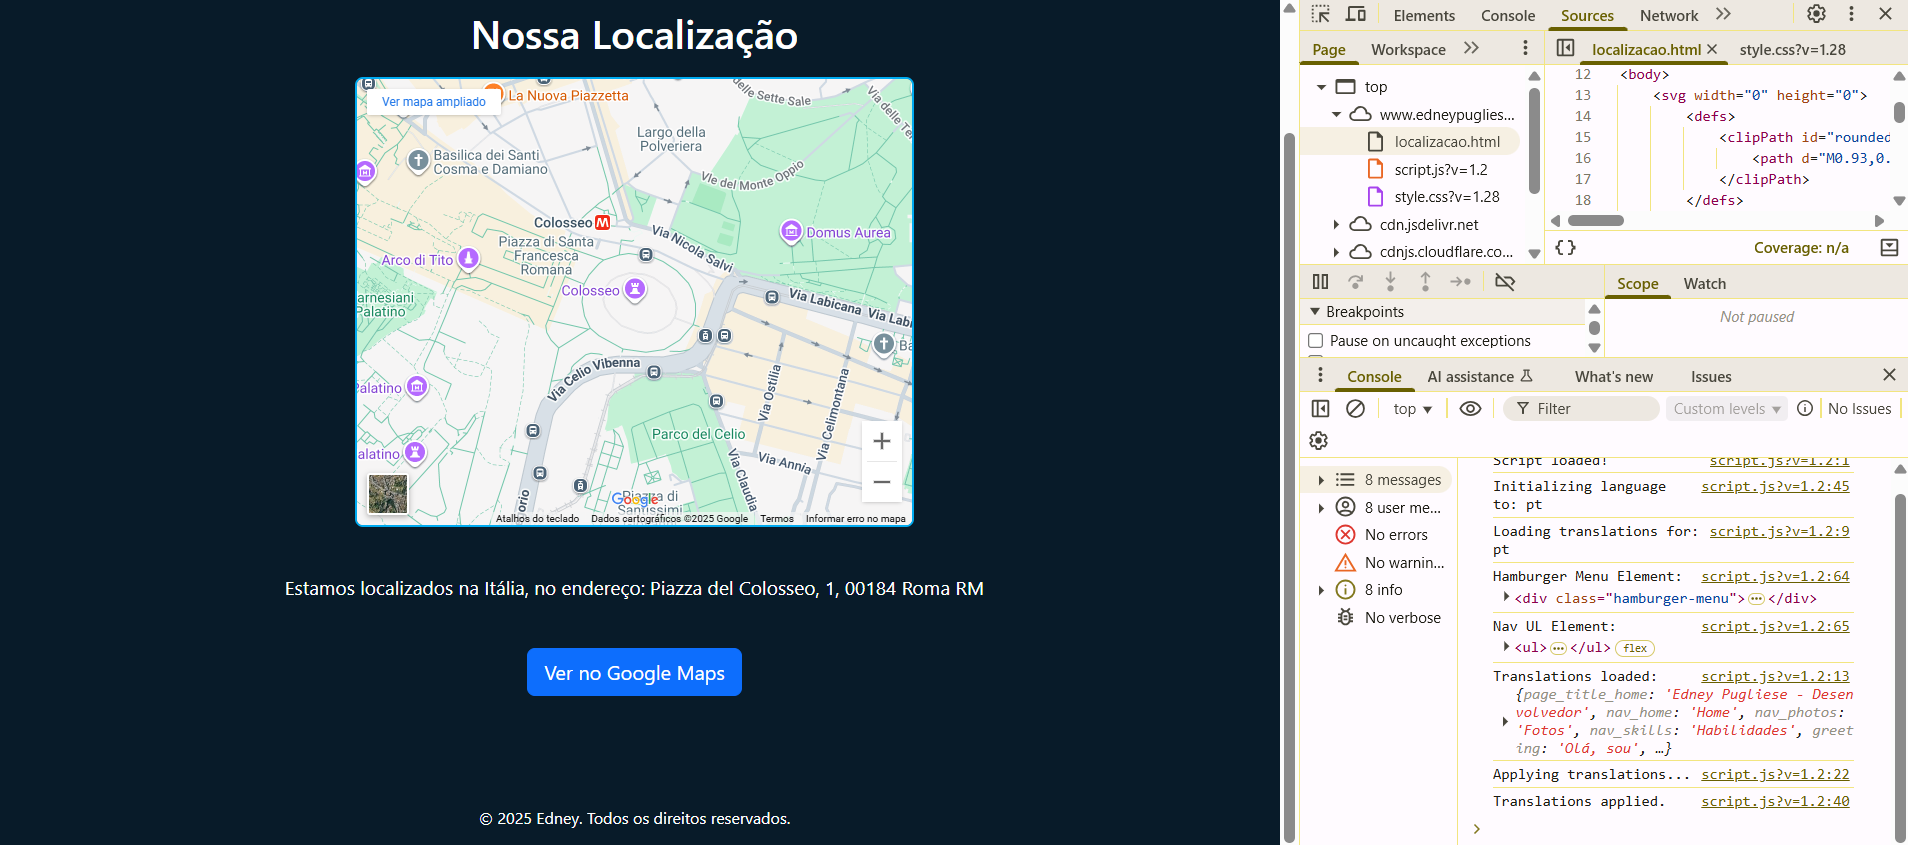 Nossa Localização
Ver mapa ampliado
La Nuova Piazzetta
delle Sette Sale
Via delle Ter
Largo della
Polveriera
Basilica dei Santi
Cosma e Damiano
Vie del Monte Oppio
Colosseo M
Via Nicola Salvi
Domus Aurea
Piazza di Santa
Francesca
Romana
Arco di Tito
Colosseo
arnesiani
Palatino
Via Labicana
Via Labi
Ba
Via Celio Vibenna
Via Ostilia
Via Celimontana
Palatino
Parco del Celio
alatino
Via Annia
Via Claudia
orio
Piazza di
Santissimi
Google
Atalhos do teclado
Dados cartográficos ©2025 Google
Termos
Informar erro no mapa
Estamos localizados na Itália, no endereço: Piazza del Colosseo, 1, 00184 Roma RM
Ver no Google Maps
© 2025 Edney. Todos os direitos reservados.
Elements Console Sources Network
Page Workspace
localizacao.html style.css?v=1.28
top
www.edneypuglies...
localizacao.html
script.js?v=1.2
style.css?v=1.28
cdn.jsdelivr.net
cdnjs.cloudflare.co...
12 <body>
13 <svg width="0" height="0">
14 <defs>
15 <clipPath id="rounded
16 <path d="M0.93,0.
17 </clipPath>
18 </defs>
{ } Coverage: n/a
Scope Watch
Not paused
Breakpoints
Pause on uncaught exceptions
Console AI assistance What's new Issues
top Filter Custom levels No Issues
8 messages
8 user me...
No errors
No warnin...
8 info
No verbose
Script loaded! script.js?v=1.2:1
Initializing language script.js?v=1.2:45
to: pt
Loading translations for: script.js?v=1.2:9
pt
Hamburger Menu Element: script.js?v=1.2:64
<div class="hamburger-menu">…</div>
Nav UL Element: script.js?v=1.2:65
<ul>…</ul> flex
Translations loaded: script.js?v=1.2:13
{page_title_home: 'Edney Pugliese - Desen
volvedor', nav_home: 'Home', nav_photos:
'Fotos', nav_skills: 'Habilidades', greet
ing: 'Olá, sou', …}
Applying translations... script.js?v=1.2:22
Translations applied. script.js?v=1.2:40